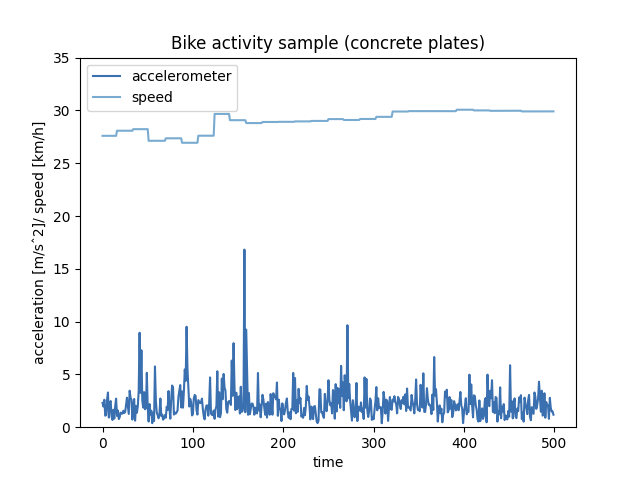 Bike activity sample (concrete plates)
accelerometer
speed
acceleration [m/sˆ2]/ speed [km/h]
35
30
25
20
15
10
5
0
0 100 200 300 400 500
time